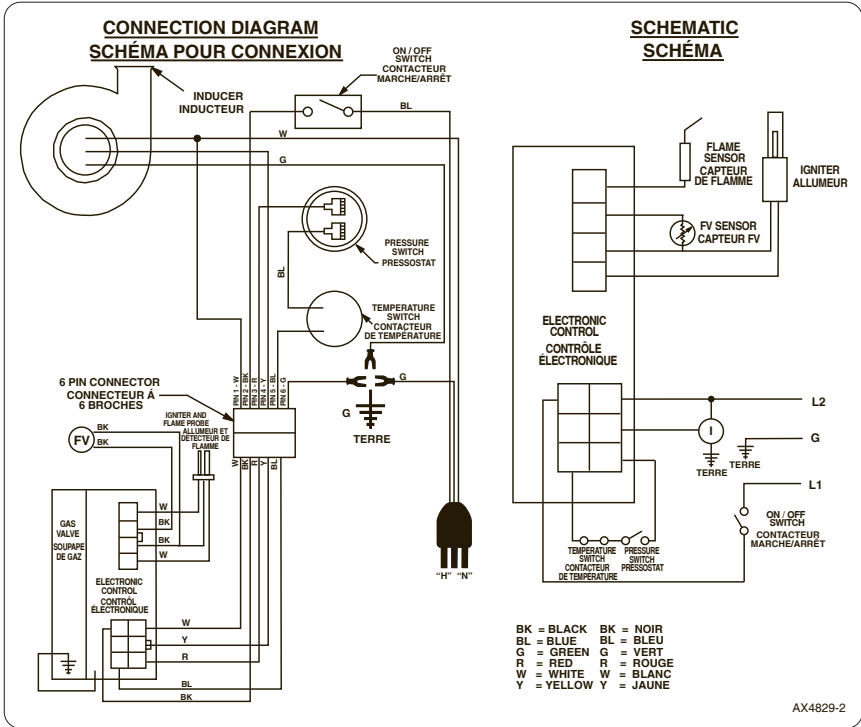 CONNECTION DIAGRAM
SCHÉMA POUR CONNEXION
ON / OFF
SWITCH
CONTACTEUR
MARCHE/ARRÊT
INDUCER
INDUCTEUR
BL
W
G
PRESSURE
SWITCH
PRESSOSTAT
BL
TEMPERATURE
SWITCH
CONTACTEUR
DE TEMPÉRATURE
PIN 1 - W
PIN 2 - BK
PIN 3 - R
PIN 4 - Y
PIN 5 - BL
PIN 6 - G
6 PIN CONNECTOR
CONNECTEUR Á
6 BROCHES
IGNITER AND
FLAME PROBE
ALLUMEUR ET
DÉTECTEUR DE
FLAMME
G
G
TERRE
FV
BK
BK
W
BK
R
Y
BL
GAS
VALVE
SOUPAPE
DE GAZ
W
BK
BK
W
ELECTRONIC
CONTROL
CONTRÔL
ÉLECTRONIQUE
W
Y
R
BL
BK
"H" "N"
SCHEMATIC
SCHÉMA
FLAME
SENSOR
CAPTEUR
DE FLAMME
IGNITER
ALLUMEUR
FV SENSOR
CAPTEUR FV
ELECTRONIC
CONTROL
CONTRÔLE
ÉLECTRONIQUE
L2
I
G
TERRE
TERRE
L1
ON / OFF
SWITCH
CONTACTEUR
MARCHE/ARRÊT
TEMPERATURE
SWITCH
CONTACTEUR
DE TEMPÉRATURE
PRESSURE
SWITCH
PRESSOSTAT
BK = BLACK BK = NOIR
BL = BLUE BL = BLEU
G = GREEN G = VERT
R = RED R = ROUGE
W = WHITE W = BLANC
Y = YELLOW Y = JAUNE
AX4829-2